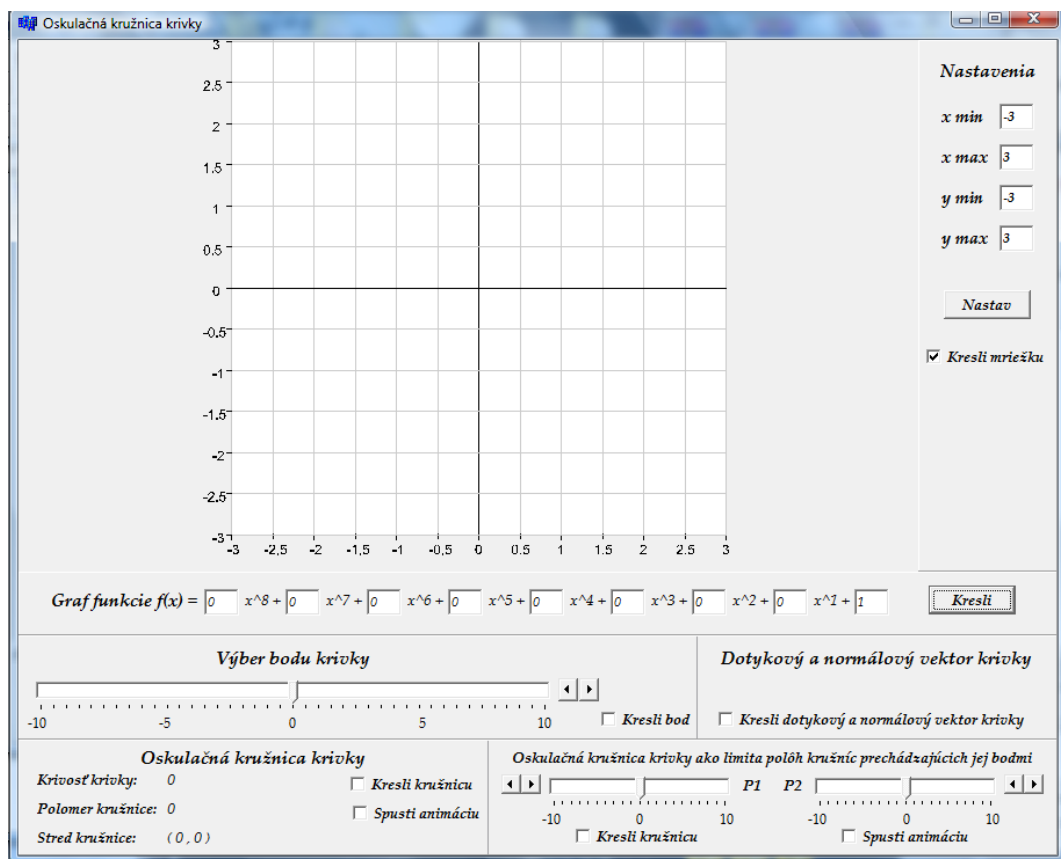 Oskulačná kružnica krivky
3
2.5
2
1.5
1
0.5
0
-0.5
-1
-1.5
-2
-2.5
-3
-3 -2,5 -2 -1,5 -1 -0,5 0 0.5 1 1.5 2 2.5 3
Nastavenia
x min -3
x max 3
y min -3
y max 3
Nastav
Kresli mriežku
Graf funkcie f(x) = 0 x^8 + 0 x^7 + 0 x^6 + 0 x^5 + 0 x^4 + 0 x^3 + 0 x^2 + 0 x^1 + 1 Kresli
Výber bodu krivky
-10 -5 0 5 10
Kresli bod
Dotykový a normálový vektor krivky
Kresli dotykový a normálový vektor krivky
Oskulačná kružnica krivky
Krivosť krivky: 0
Kresli kružnicu
Polomer kružnice: 0
Spusti animáciu
Stred kružnice: ( 0 , 0 )
Oskulačná kružnica krivky ako limita polôh kružníc prechádzajúcich jej bodmi
P1 P2
-10 0 10 -10 0 10
Kresli kružnicu Spusti animáciu